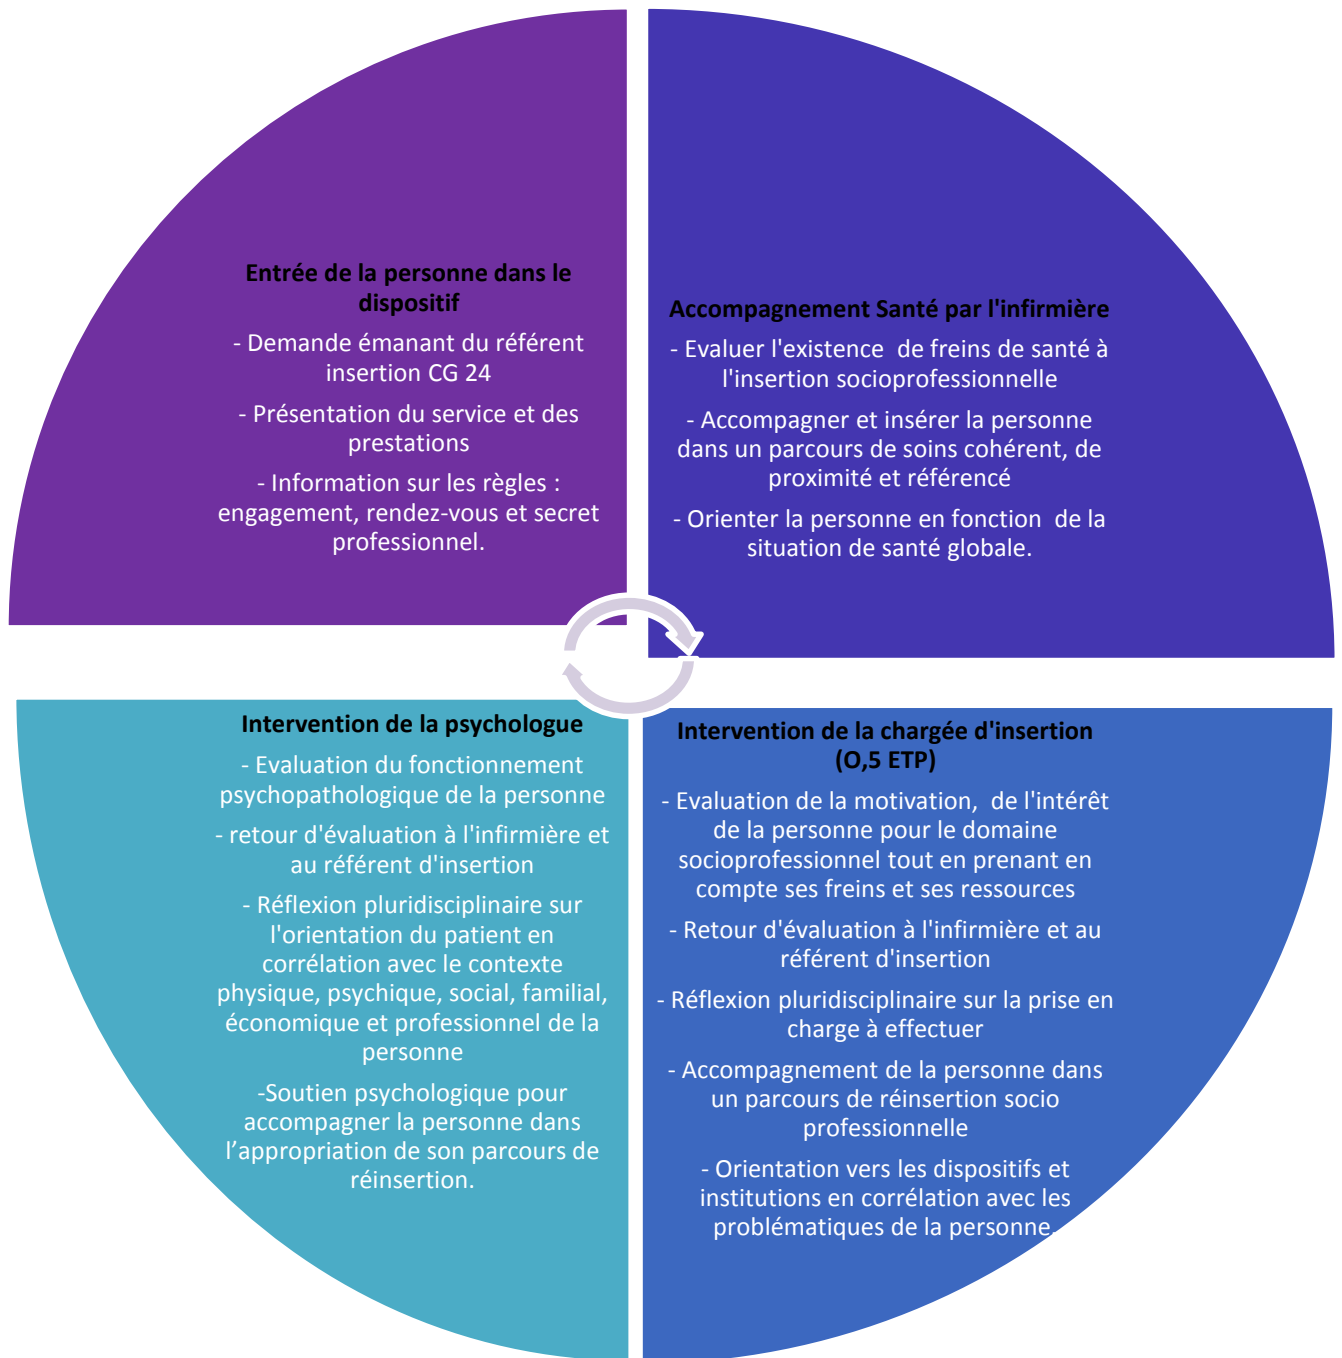 Entrée de la personne dans le
dispositif
- Demande émanant du référent
insertion CG 24
- Présentation du service et des
prestations
- Information sur les règles :
engagement, rendez-vous et secret
professionnel.
Accompagnement Santé par l'infirmière
- Evaluer l'existence  de freins de santé à
l'insertion socioprofessionnelle
- Accompagner et insérer la personne
dans un parcours de soins cohérent, de
proximité et référencé
- Orienter la personne en fonction  de la
situation de santé globale.
Intervention de la psychologue
- Evaluation du fonctionnement
psychopathologique de la personne
- retour d'évaluation à l'infirmière et
au référent d'insertion
- Réflexion pluridisciplinaire sur
l'orientation du patient en
corrélation avec le contexte
physique, psychique, social, familial,
économique et professionnel de la
personne
-Soutien psychologique pour
accompagner la personne dans
l’appropriation de son parcours de
réinsertion.
Intervention de la chargée d'insertion
(O,5 ETP)
- Evaluation de la motivation,  de l'intérêt
de la personne pour le domaine
socioprofessionnel tout en prenant en
compte ses freins et ses ressources
- Retour d'évaluation à l'infirmière et au
référent d'insertion
- Réflexion pluridisciplinaire sur la prise en
charge à effectuer
- Accompagnement de la personne dans
un parcours de réinsertion socio
professionnelle
- Orientation vers les dispositifs et
institutions en corrélation avec les
problématiques de la personne.